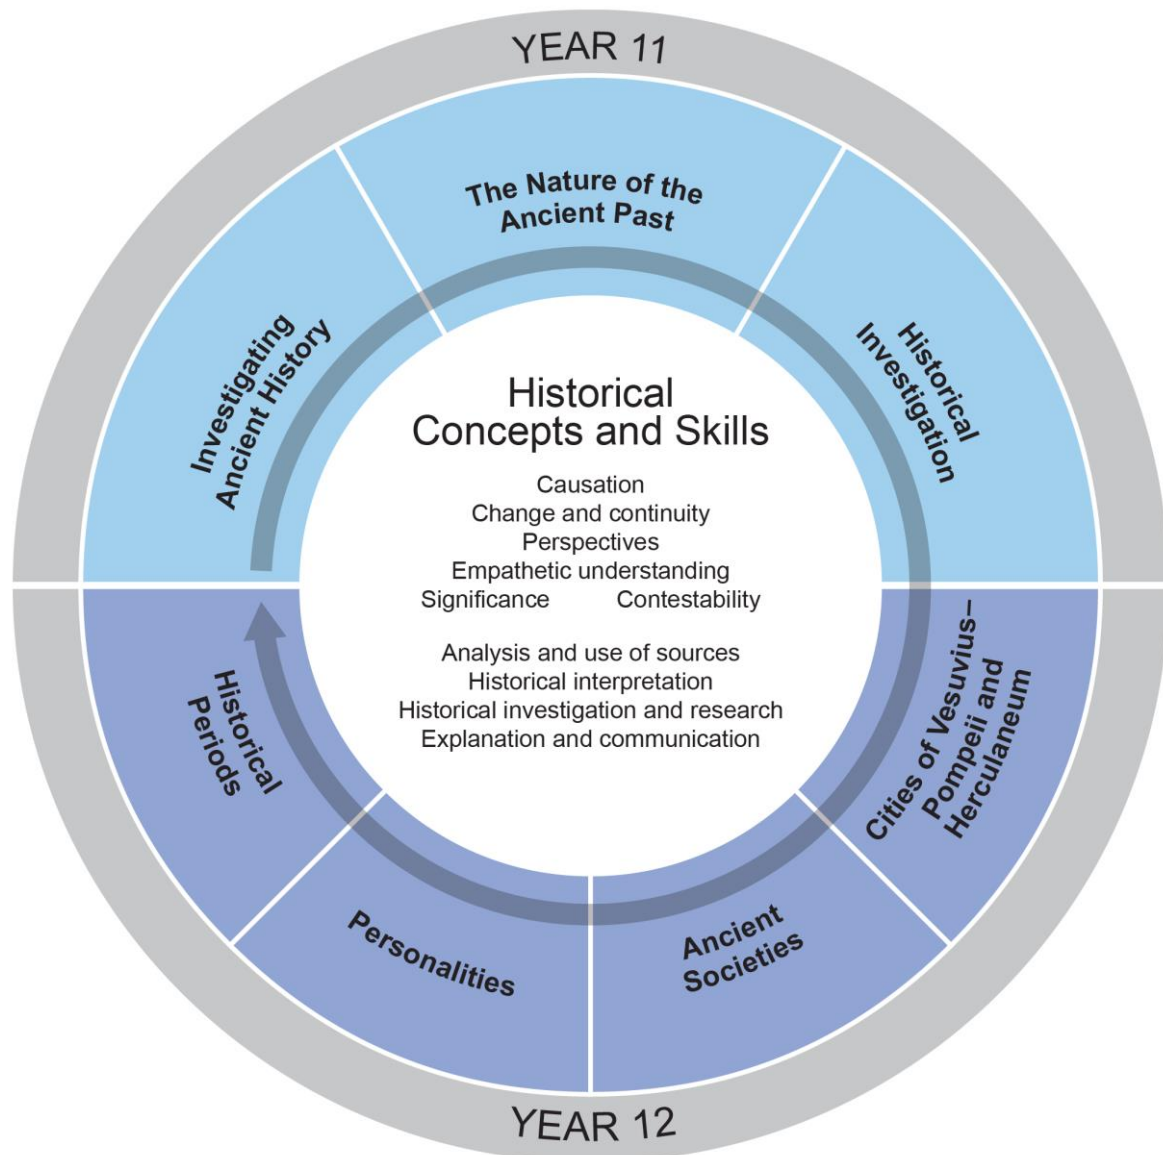 YEAR 11
The Nature of the
Ancient Past
Investigating
Ancient History
Historical
Investigation
Historical
Concepts and Skills
Causation
Change and continuity
Perspectives
Empathetic understanding
Significance Contestability
Analysis and use of sources
Historical interpretation
Historical investigation and research
Explanation and communication
Cities of Vesuvius–
Pompeii and
Herculaneum
Ancient
Societies
Personalities
Historical
Periods
YEAR 12